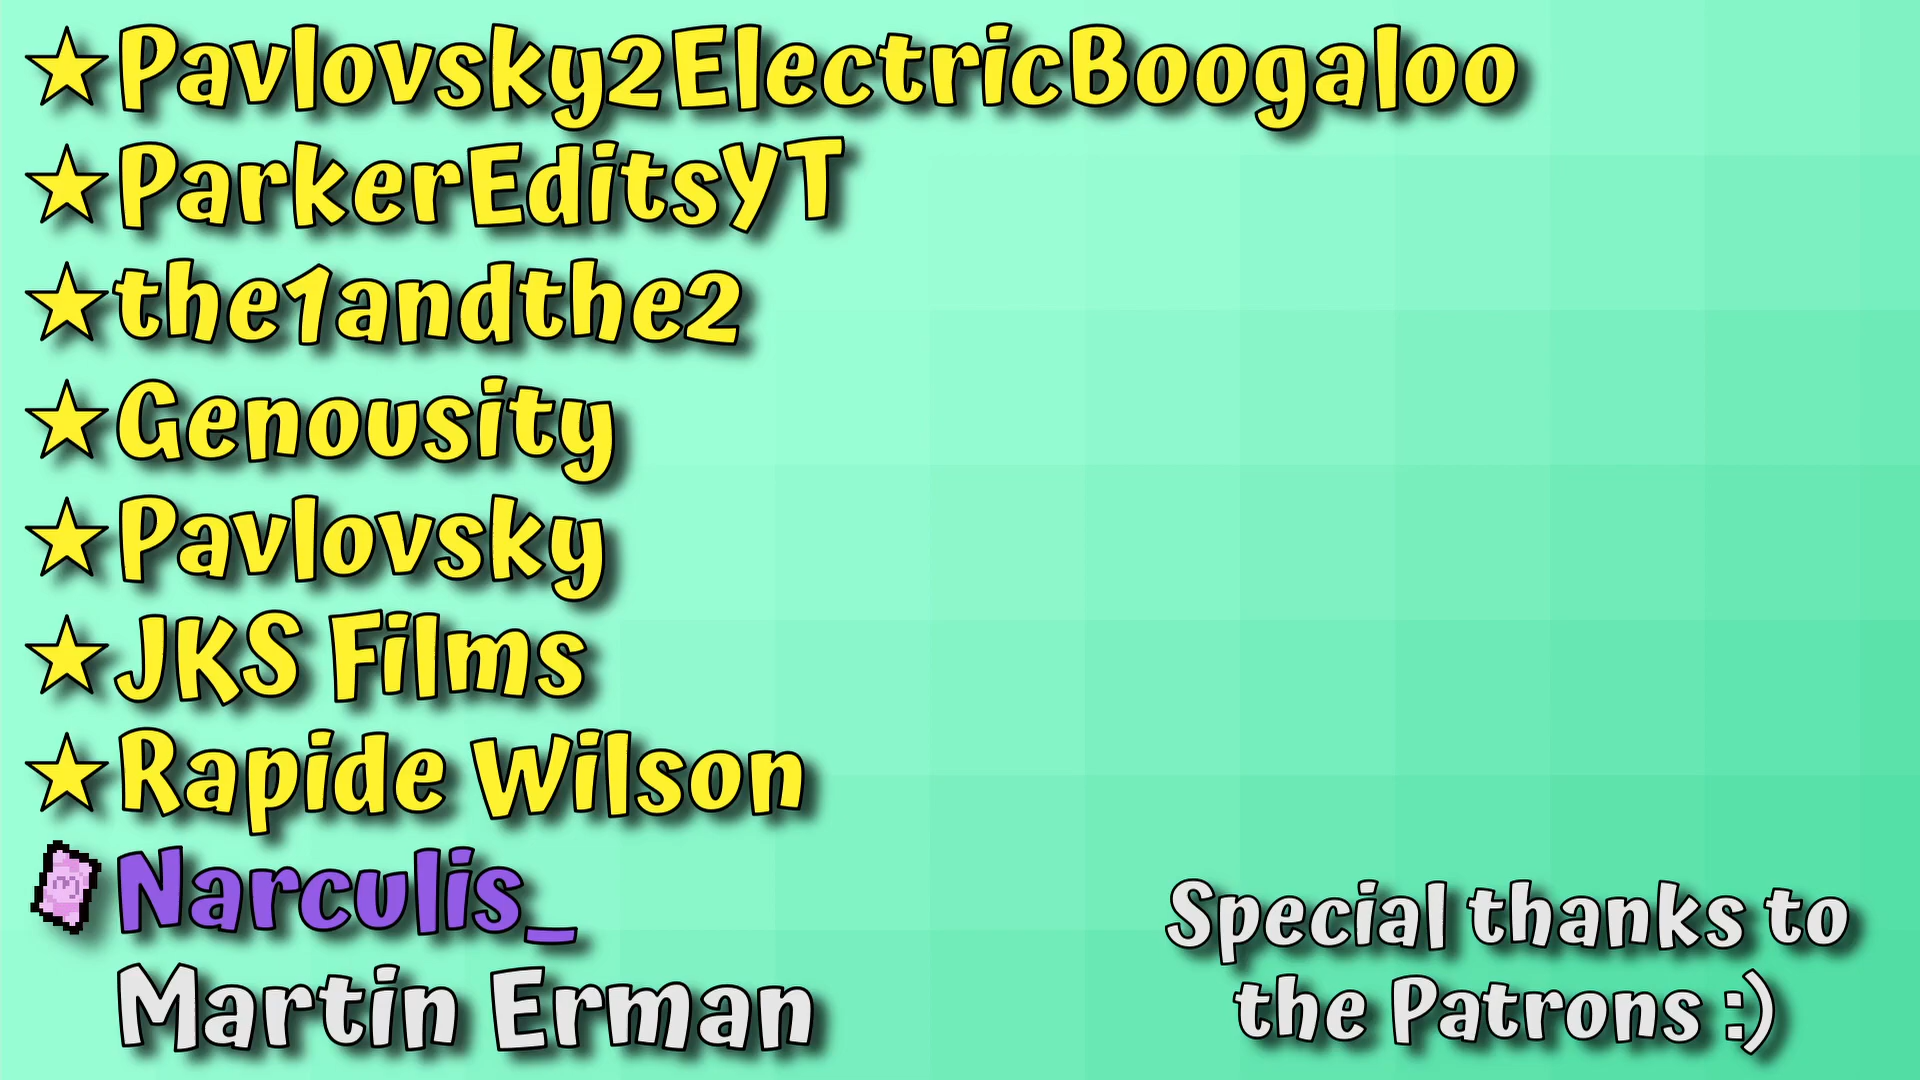 ★Pavlovsky2ElectricBoogaloo
★ParkerEditsYT
★the1andthe2
★Genousity
★Pavlovsky
★JKS Films
★Rapide Wilson
Narculis_
Martin Erman
Special thanks to
the Patrons :)